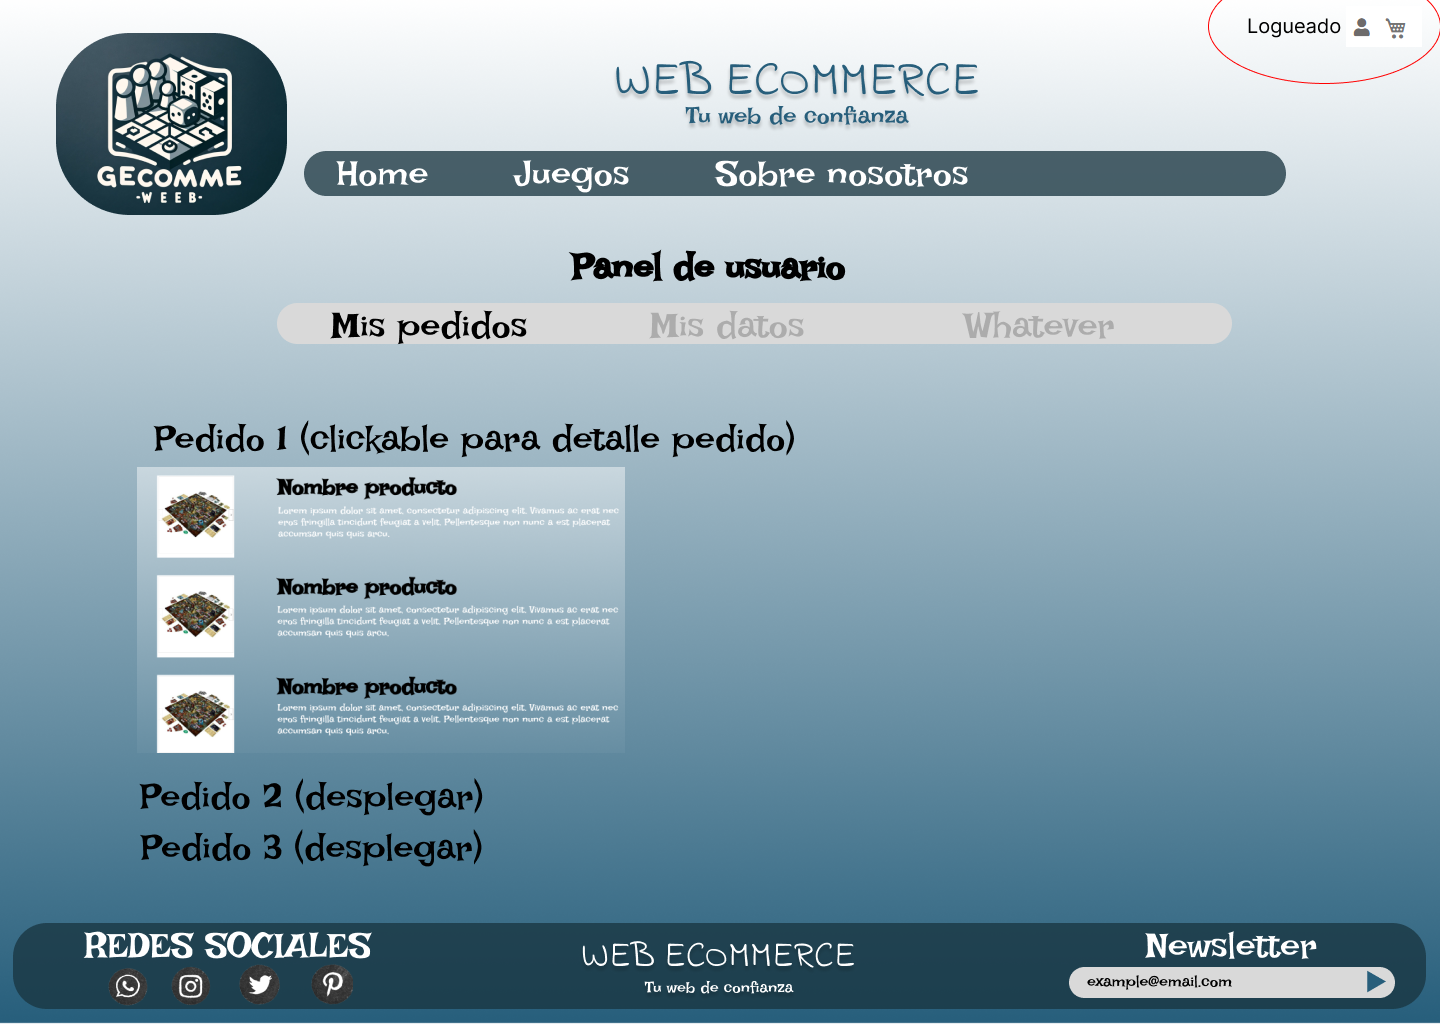 Logueado
GECOMME
-WEEB-
WEB ECOMMERCE
Tu web de confianza
Home Juegos Sobre nosotros
Panel de usuario
Mis pedidos Mis datos Whatever
Pedido 1 (clickable para detalle pedido)
Nombre producto
Lorem ipsum dolor sit amet, consectetur adipiscing elit. Vivamus ac erat nec
eros fringilla tincidunt feugiat a velit. Pellentesque non nunc a est placerat
accumsan quis quis arcu.
Nombre producto
Lorem ipsum dolor sit amet, consectetur adipiscing elit. Vivamus ac erat nec
eros fringilla tincidunt feugiat a velit. Pellentesque non nunc a est placerat
accumsan quis quis arcu.
Nombre producto
Lorem ipsum dolor sit amet, consectetur adipiscing elit. Vivamus ac erat nec
eros fringilla tincidunt feugiat a velit. Pellentesque non nunc a est placerat
accumsan quis quis arcu.
Pedido 2 (desplegar)
Pedido 3 (desplegar)
REDES SOCIALES
WEB ECOMMERCE
Tu web de confianza
Newsletter
example@email.com